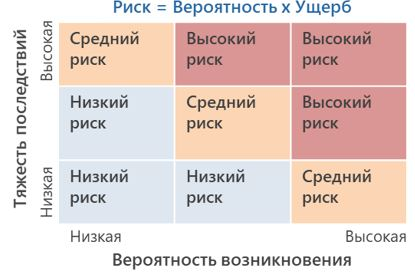 Риск = Вероятность x Ущерб
Тяжесть последствий
Высокая
Низкая
Средний
риск
Высокий
риск
Высокий
риск
Низкий
риск
Средний
риск
Высокий
риск
Низкий
риск
Низкий
риск
Средний
риск
Низкая
Высокая
Вероятность возникновения